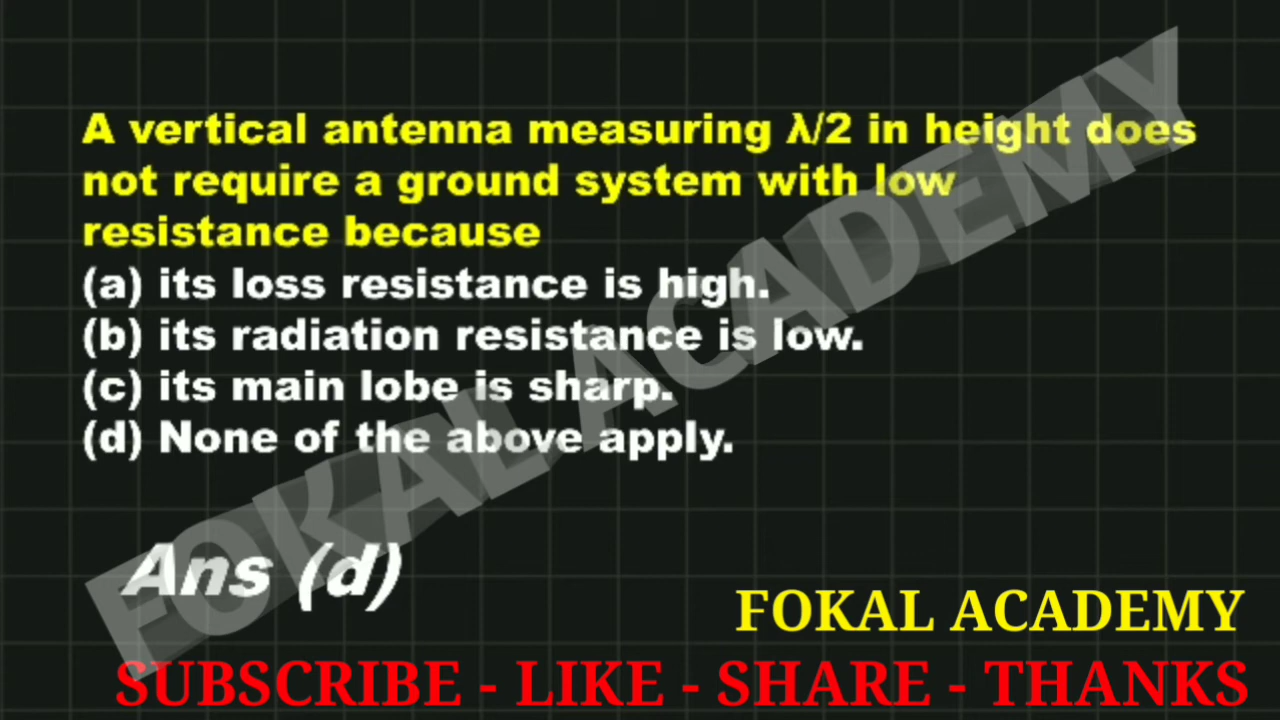 A vertical antenna measuring λ/2 in height does
not require a ground system with low
resistance because
(a) its loss resistance is high.
(b) its radiation resistance is low.
(c) its main lobe is sharp.
(d) None of the above apply.
FOKAL ACADEMY
Ans (d)
FOKAL ACADEMY
SUBSCRIBE - LIKE - SHARE - THANKS